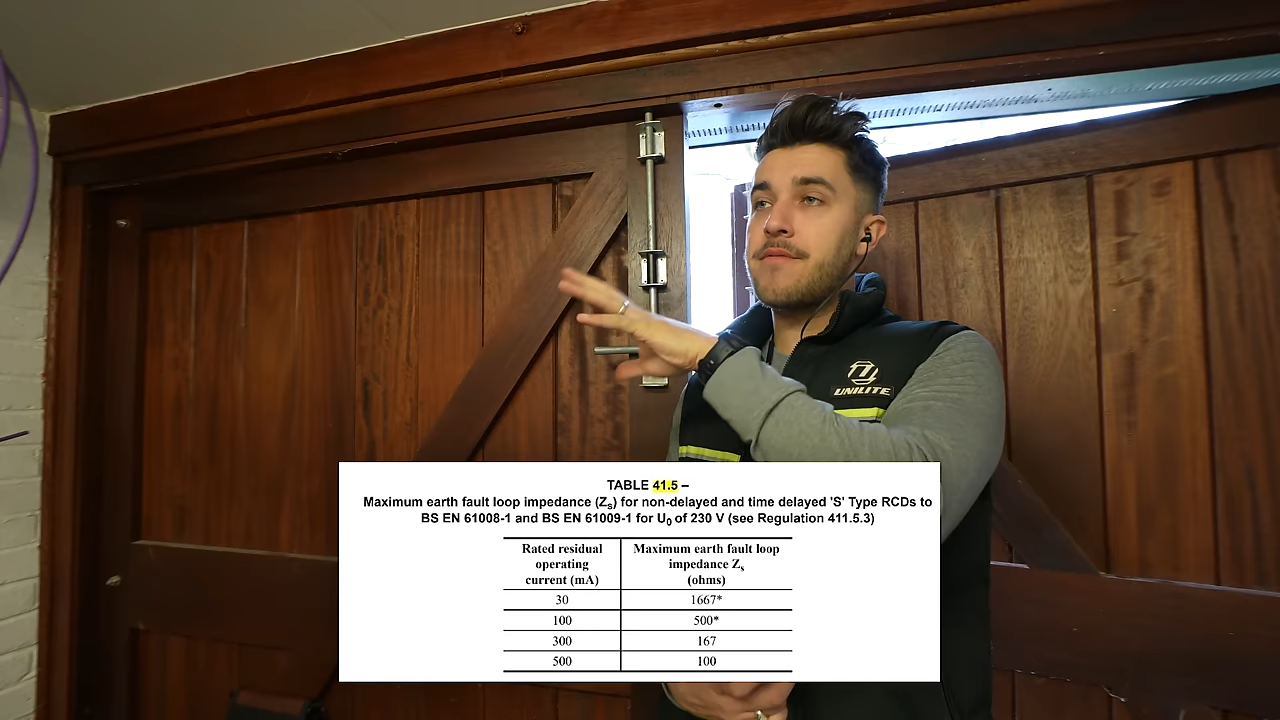 UNILITE
TABLE 41.5 –
Maximum earth fault loop impedance (Zs) for non-delayed and time delayed 'S' Type RCDs to
BS EN 61008-1 and BS EN 61009-1 for U0 of 230 V (see Regulation 411.5.3)
Rated residual operating current (mA) Maximum earth fault loop impedance Zs (ohms)
30 1667*
100 500*
300 167
500 100